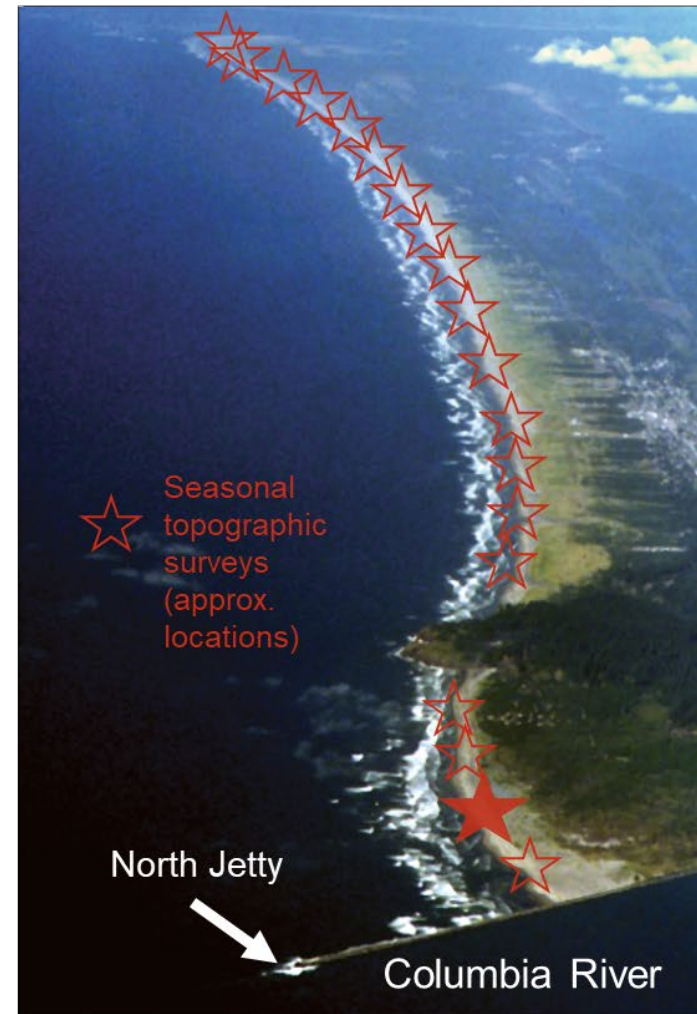 Seasonal
topographic
surveys
(approx.
locations)
North Jetty
Columbia River